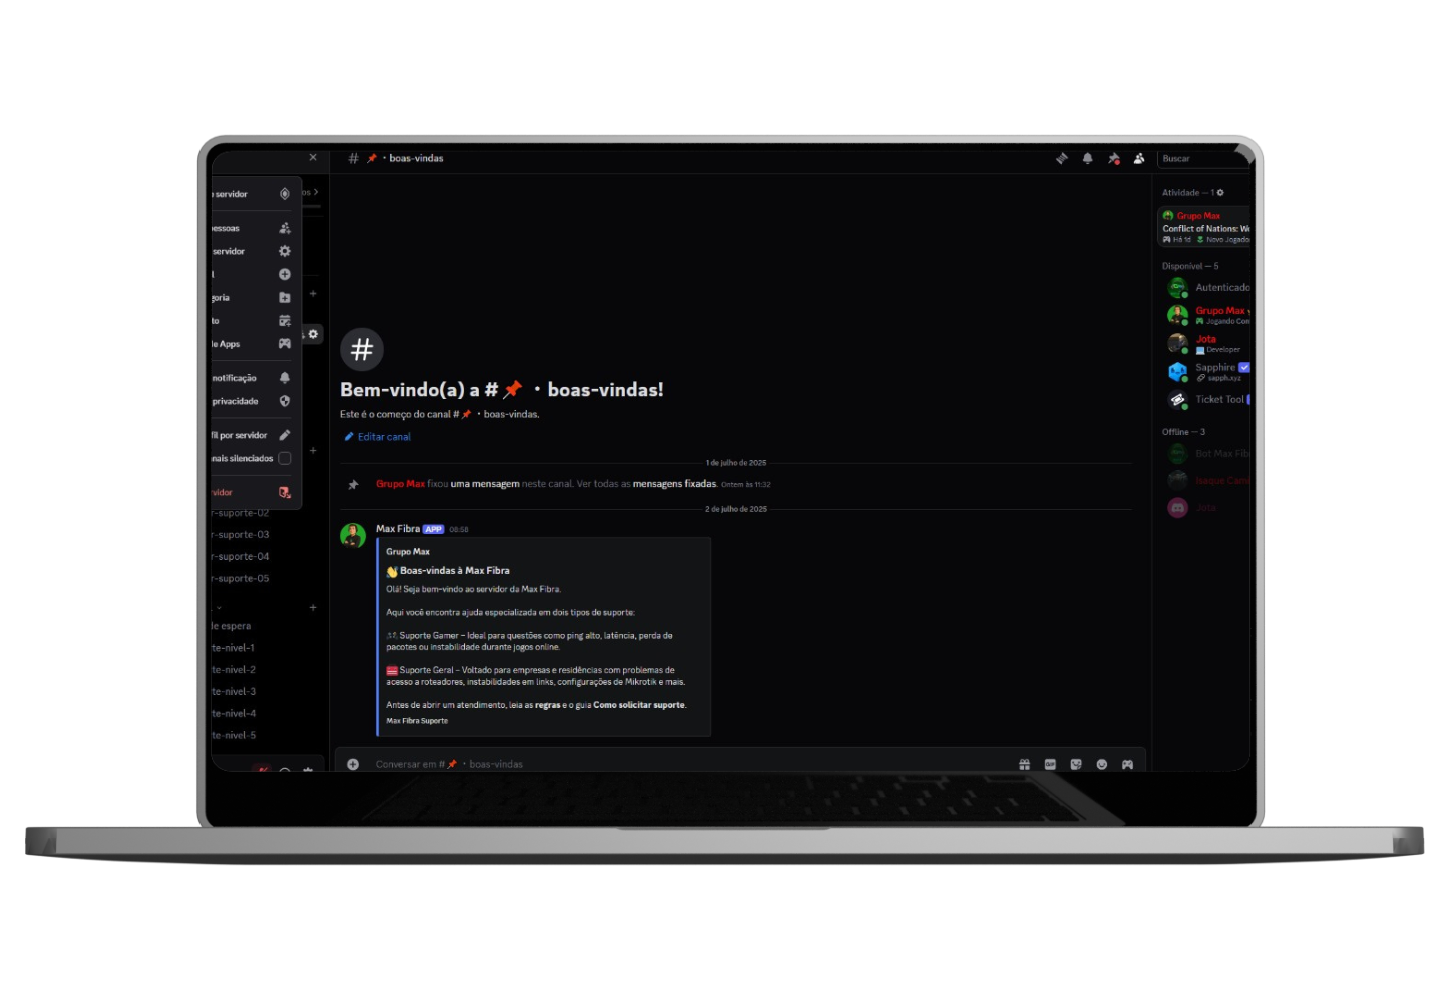 servidor
os
essoas
servidor
goria
to
le Apps
notificação
privacidade
fil por servidor
nais silenciados
vidor
r-suporte-02
r-suporte-03
r-suporte-04
r-suporte-05
de espera
te-nivel-1
te-nivel-2
te-nivel-3
te-nivel-4
te-nivel-5
# 📌・boas-vindas
Buscar
#
Bem-vindo(a) a # 📌・boas-vindas!
Este é o começo do canal # 📌・boas-vindas.
Editar canal
1 de julho de 2025
Grupo Max fixou uma mensagem neste canal. Ver todas as mensagens fixadas. Ontem às 11:32
2 de julho de 2025
Max Fibra APP 08:58
Grupo Max
👋 Boas-vindas à Max Fibra
Olá! Seja bem-vindo ao servidor da Max Fibra.
Aqui você encontra ajuda especializada em dois tipos de suporte:
🎮 Suporte Gamer – Ideal para questões como ping alto, latência, perda de
pacotes ou instabilidade durante jogos online.
🧰 Suporte Geral – Voltado para empresas e residências com problemas de
acesso a roteadores, instabilidades em links, configurações de Mikrotik e mais.
Antes de abrir um atendimento, leia as regras e o guia Como solicitar suporte.
Max Fibra Suporte
Conversar em # 📌・boas-vindas
GIF
Atividade — 1
Grupo Max
Conflict of Nations: Wo
Há 1d Novo Jogado
Disponível — 5
Autenticado
Grupo Max
Jogando Con
Jota
Developer
Sapphire
sapph.xyz
Ticket Tool
Offline — 3
Bot Max Fib
Jota